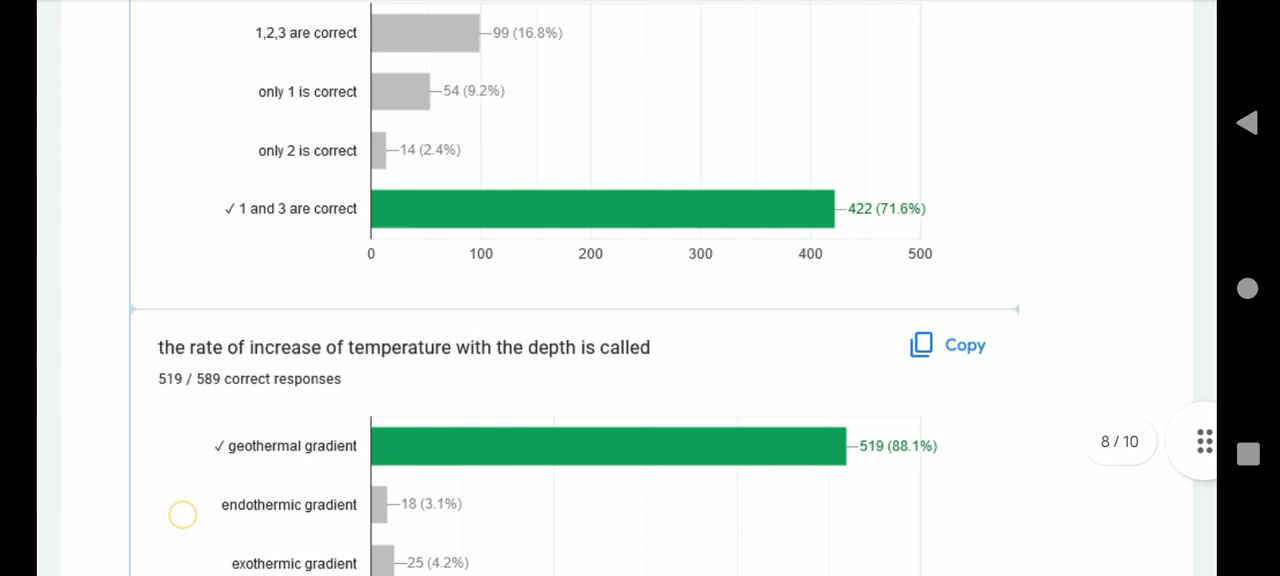 1,2,3 are correct 99 (16.8%)
only 1 is correct 54 (9.2%)
only 2 is correct 14 (2.4%)
✓ 1 and 3 are correct 422 (71.6%)
0 100 200 300 400 500
the rate of increase of temperature with the depth is called
Copy
519 / 589 correct responses
✓ geothermal gradient 519 (88.1%)
8 / 10
endothermic gradient 18 (3.1%)
exothermic gradient 25 (4.2%)